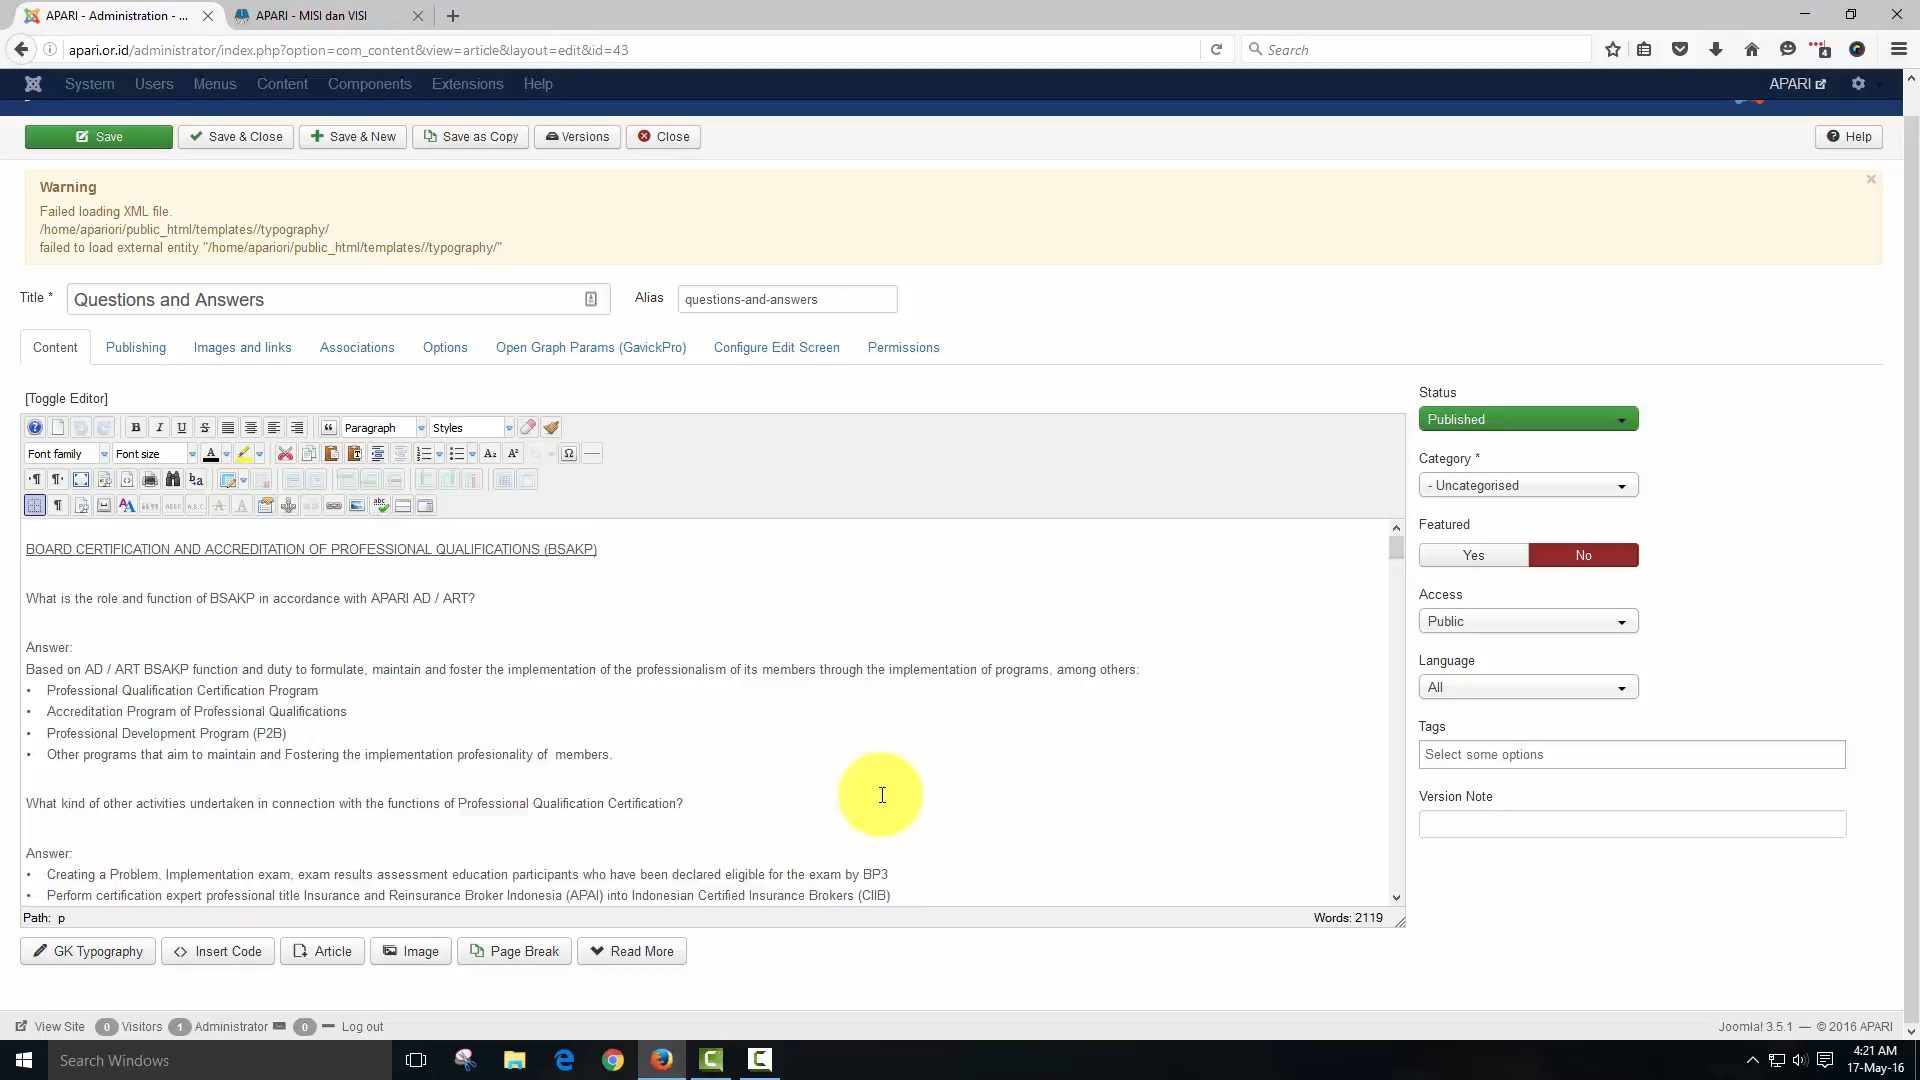 APARI - Administration - ...
APARI - MISI dan VISI
apari.or.id/administrator/index.php?option=com_content&view=article&layout=edit&id=43
Search
System Users Menus Content Components Extensions Help
APARI
Save
Save & Close
Save & New
Save as Copy
Versions
Close
Help
Warning
Failed loading XML file.
/home/apariori/public_html/templates//typography/
failed to load external entity "/home/apariori/public_html/templates//typography/"
Title *
Questions and Answers
Alias
questions-and-answers
Content Publishing Images and links Associations Options Open Graph Params (GavickPro) Configure Edit Screen Permissions
[Toggle Editor]
Paragraph
Styles
Font family
Font size
BOARD CERTIFICATION AND ACCREDITATION OF PROFESSIONAL QUALIFICATIONS (BSAKP)
What is the role and function of BSAKP in accordance with APARI AD / ART?
Answer:
Based on AD / ART BSAKP function and duty to formulate, maintain and foster the implementation of the professionalism of its members through the implementation of programs, among others:
• Professional Qualification Certification Program
• Accreditation Program of Professional Qualifications
• Professional Development Program (P2B)
• Other programs that aim to maintain and Fostering the implementation profesionality of  members.
What kind of other activities undertaken in connection with the functions of Professional Qualification Certification?
Answer:
• Creating a Problem, Implementation exam, exam results assessment education participants who have been declared eligible for the exam by BP3
• Perform certification expert professional title Insurance and Reinsurance Broker Indonesia (APAI) into Indonesian Certified Insurance Brokers (CIIB)
Path: p
Words: 2119
GK Typography
Insert Code
Article
Image
Page Break
Read More
Status
Published
Category *
- Uncategorised
Featured
Yes
No
Access
Public
Language
All
Tags
Select some options
Version Note
View Site
0 Visitors
1 Administrator
0
Log out
Joomla! 3.5.1 — © 2016 APARI
Search Windows
4:21 AM
17-May-16